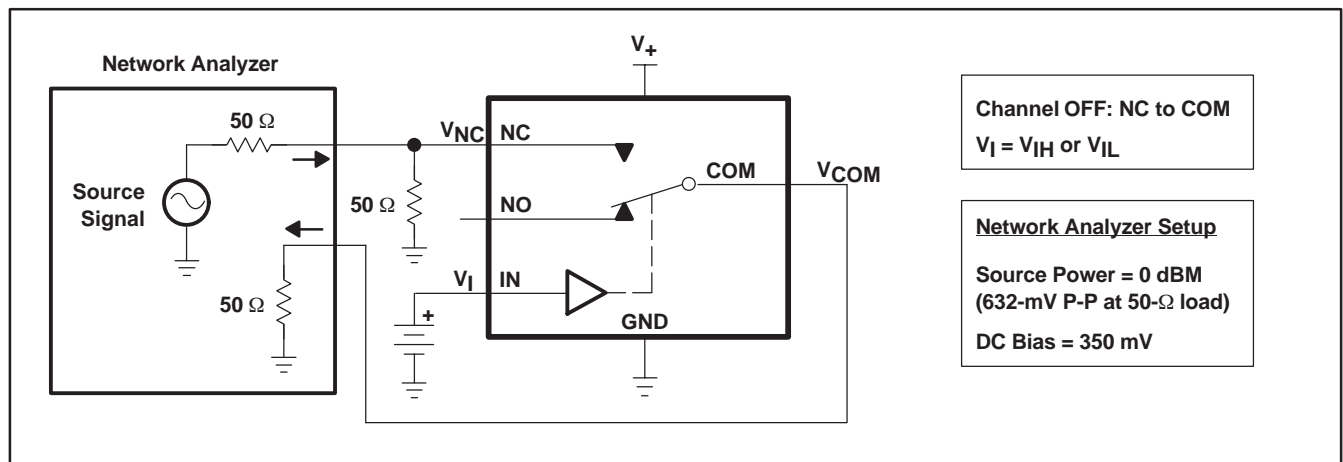 Network Analyzer
50 Ω
Source
Signal
50 Ω
50 Ω
V+
VNC NC
COM
VCOM
NO
VI IN
+
GND
Channel OFF: NC to COM
VI = VIH or VIL
Network Analyzer Setup
Source Power = 0 dBM
(632-mV P-P at 50-Ω load)
DC Bias = 350 mV